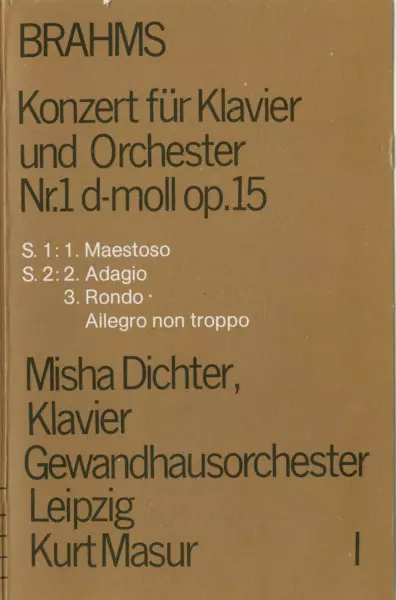 BRAHMS
Konzert für Klavier
und Orchester
Nr.1 d-moll op.15
S. 1: 1. Maestoso
S. 2: 2. Adagio
3. Rondo ·
Allegro non troppo
Misha Dichter,
Klavier
Gewandhausorchester
Leipzig
Kurt Masur I